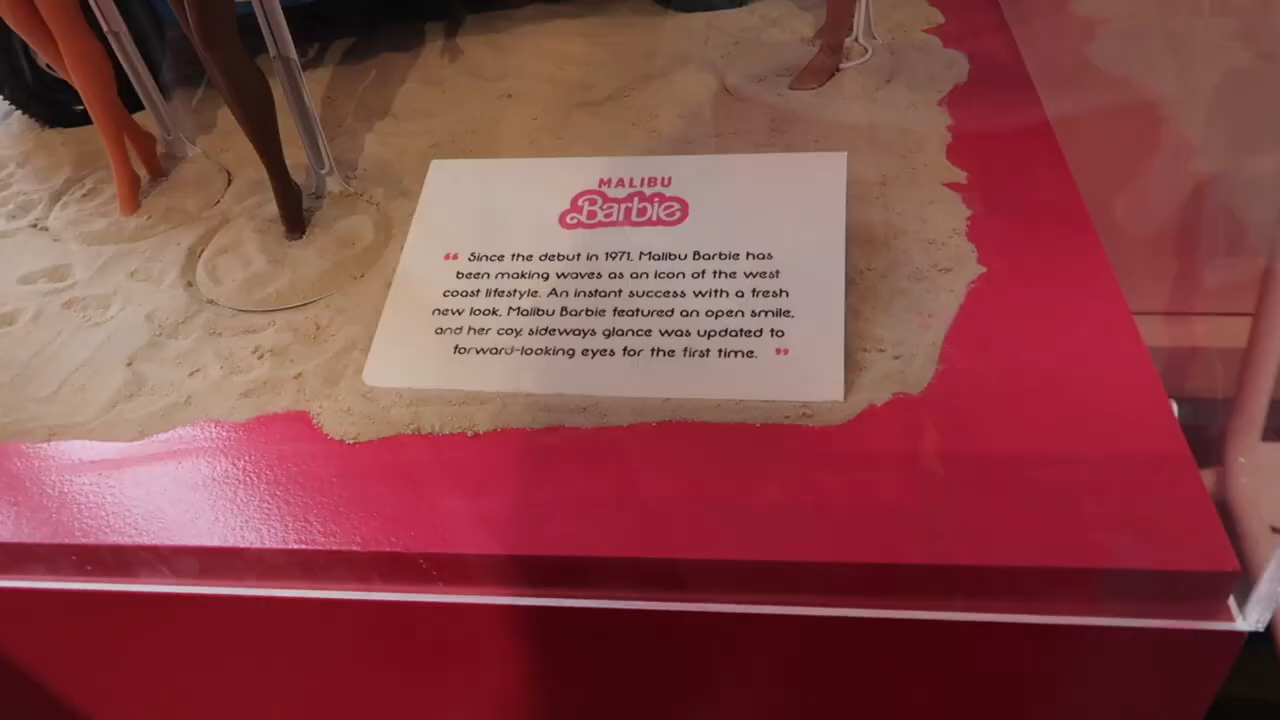 MALIBU
Barbie
“ Since the debut in 1971, Malibu Barbie has
been making waves as an icon of the west
coast lifestyle. An instant success with a fresh
new look, Malibu Barbie featured an open smile,
and her coy, sideways glance was updated to
forward-looking eyes for the first time. ”